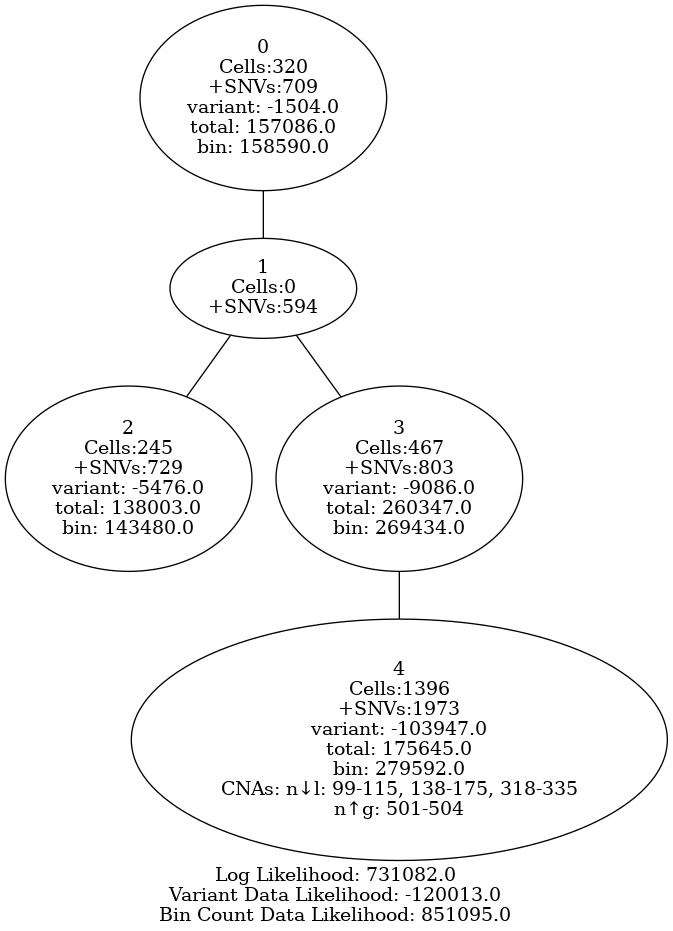 0
Cells:320
+SNVs:709
variant: -1504.0
total: 157086.0
bin: 158590.0
1
Cells:0
+SNVs:594
2
Cells:245
+SNVs:729
variant: -5476.0
total: 138003.0
bin: 143480.0
3
Cells:467
+SNVs:803
variant: -9086.0
total: 260347.0
bin: 269434.0
4
Cells:1396
+SNVs:1973
variant: -103947.0
total: 175645.0
bin: 279592.0
CNAs: n↓l: 99-115, 138-175, 318-335
n↑g: 501-504
Log Likelihood: 731082.0
Variant Data Likelihood: -120013.0
Bin Count Data Likelihood: 851095.0